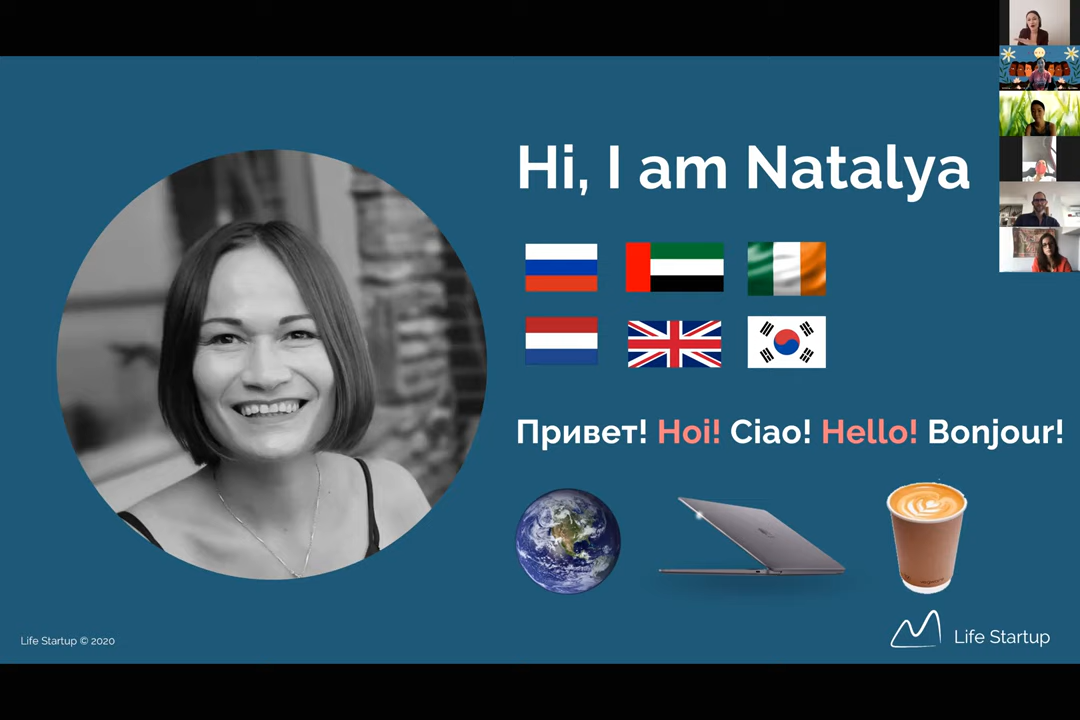 Hi, I am Natalya
Привет! Hoi! Ciao! Hello! Bonjour!
Life Startup © 2020
Life Startup